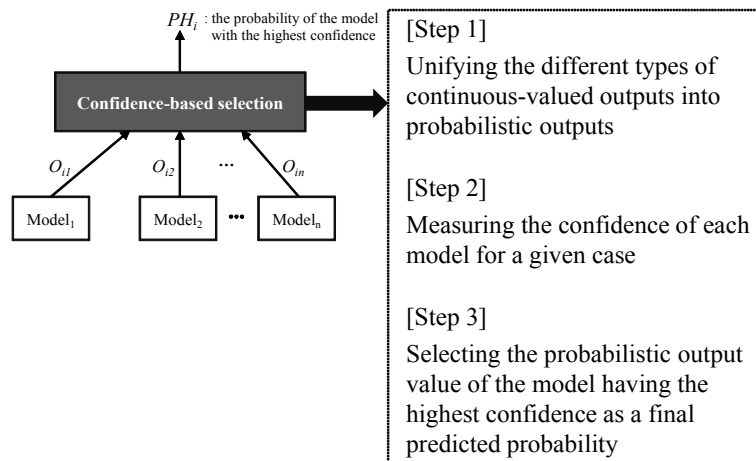 PHi : the probability of the model
with the highest confidence
Confidence-based selection
Oi1
Oi2
...
Oin
Model1
Model2
...
Modeln
[Step 1]
Unifying the different types of
continuous-valued outputs into
probabilistic outputs
[Step 2]
Measuring the confidence of each
model for a given case
[Step 3]
Selecting the probabilistic output
value of the model having the
highest confidence as a final
predicted probability